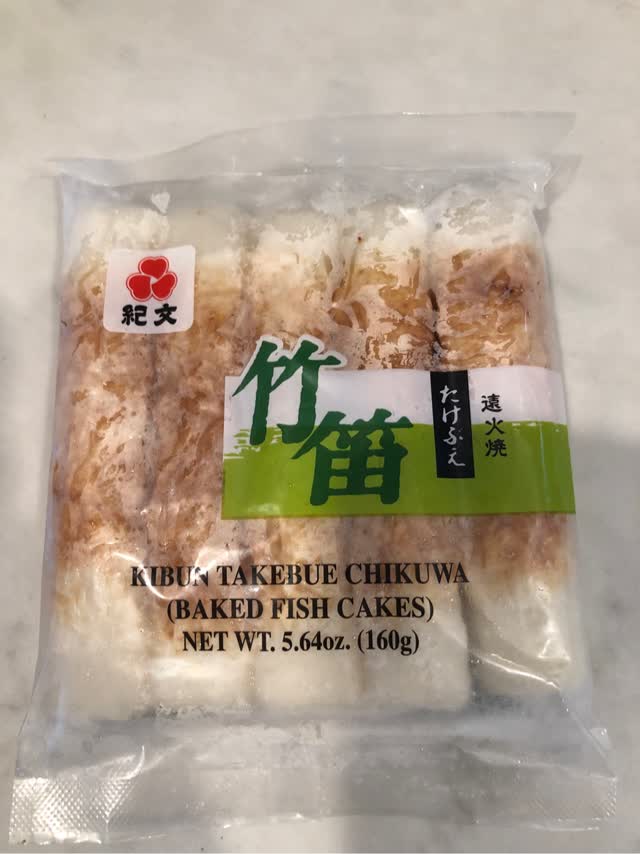 紀文
竹笛
たけぶえ
遠火焼
KIBUN TAKEBUE CHIKUWA
(BAKED FISH CAKES)
NET WT. 5.64oz. (160g)